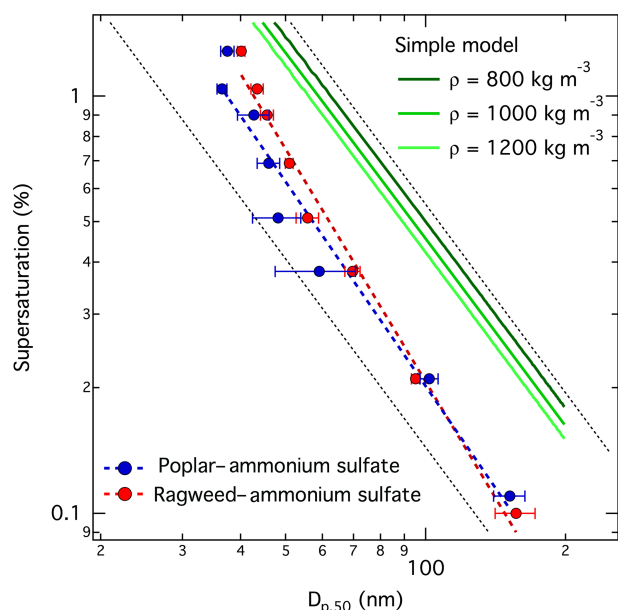 Simple model
ρ = 800 kg m⁻³
ρ = 1000 kg m⁻³
ρ = 1200 kg m⁻³
Supersaturation (%)
1
9
8
7
6
5
4
3
2
0.1
9
Poplar–ammonium sulfate
Ragweed–ammonium sulfate
2 3 4 5 6 7 8 9 100 2
Dp,50 (nm)